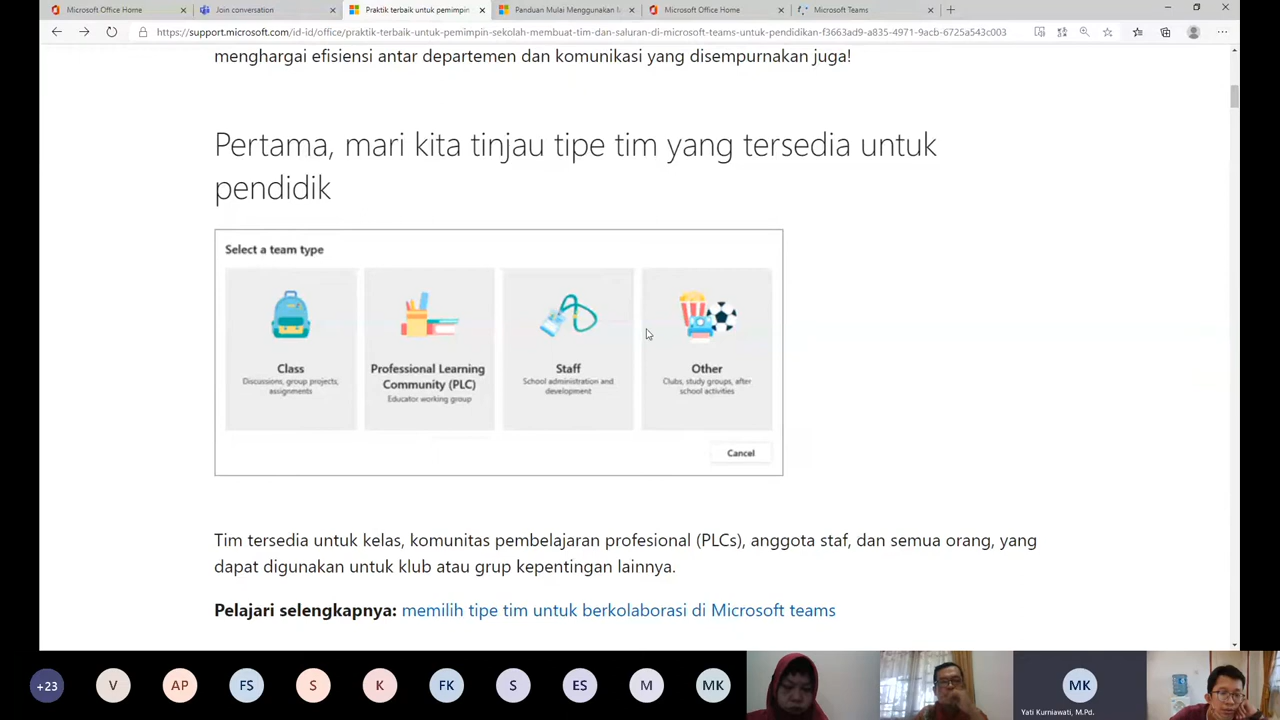 Microsoft Office Home
Join conversation
Praktik terbaik untuk pemimpin
Panduan Mulai Menggunakan
Microsoft Office Home
Microsoft Teams
https://support.microsoft.com/id-id/office/praktik-terbaik-untuk-pemimpin-sekolah-membuat-tim-dan-saluran-di-microsoft-teams-untuk-pendidikan-f3663ad9-a835-4971-9acb-6725a543c003
menghargai efisiensi antar departemen dan komunikasi yang disempurnakan juga!
Pertama, mari kita tinjau tipe tim yang tersedia untuk
pendidik
Select a team type
Class
Discussions, group projects,
assignments
Professional Learning
Community (PLC)
Educator working group
Staff
School administration and
development
Other
Clubs, study groups, after
school activities
Cancel
Tim tersedia untuk kelas, komunitas pembelajaran profesional (PLCs), anggota staf, dan semua orang, yang
dapat digunakan untuk klub atau grup kepentingan lainnya.
Pelajari selengkapnya: memilih tipe tim untuk berkolaborasi di Microsoft teams
+23
V
AP
FS
S
K
FK
S
ES
M
MK
MK
Yati Kurniawati, M.Pd.